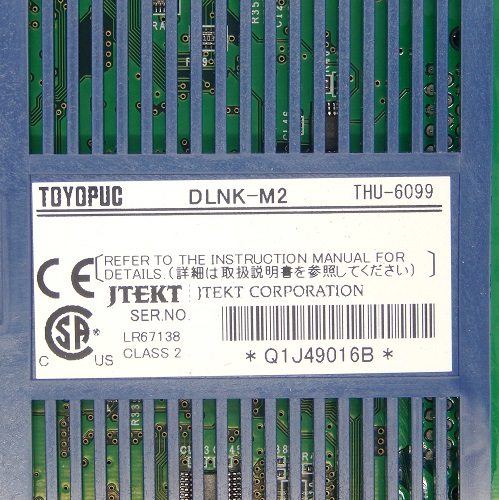 TOYOPUC DLNK-M2 THU-6099
REFER TO THE INSTRUCTION MANUAL FOR
DETAILS.(詳細は取扱説明書を参照してください)
CE JTEKT JTEKT CORPORATION
SER.NO.
SA ®
LR67138
C US CLASS 2
*Q1J49016B*